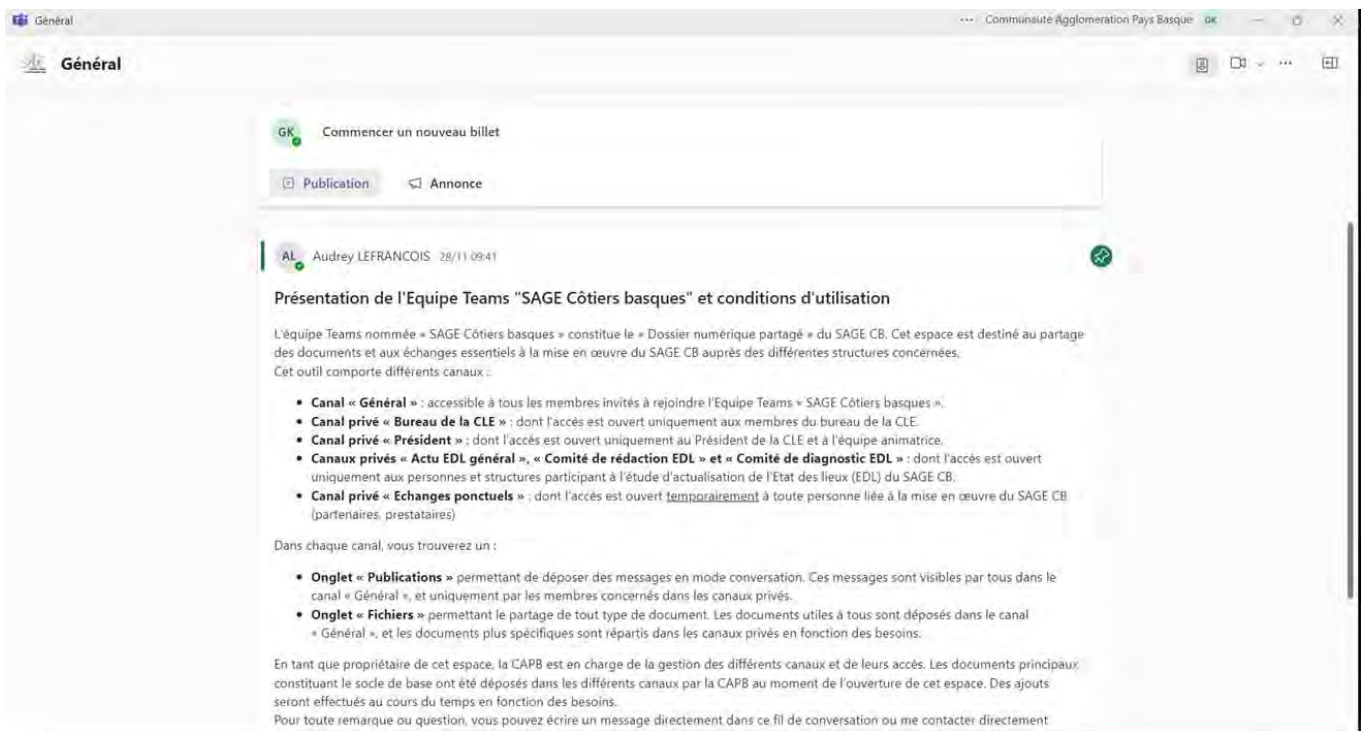 Général
Communauté Agglomeration Pays Basque GK
Général
GK
Commencer un nouveau billet
Publication
Annonce
AL Audrey LEFRANCOIS 28/11 09:41
Présentation de l'Equipe Teams "SAGE Côtiers basques" et conditions d'utilisation
L'équipe Teams nommée « SAGE Côtiers basques » constitue le « Dossier numérique partagé » du SAGE CB. Cet espace est destiné au partage
des documents et aux échanges essentiels à la mise en œuvre du SAGE CB auprès des différentes structures concernées.
Cet outil comporte différents canaux :
• Canal « Général » : accessible à tous les membres invités à rejoindre l'Equipe Teams « SAGE Côtiers basques ».
• Canal privé « Bureau de la CLE » : dont l'accès est ouvert uniquement aux membres du bureau de la CLE.
• Canal privé « Président » : dont l'accès est ouvert uniquement au Président de la CLE et à l'équipe animatrice.
• Canaux privés « Actu EDL général », « Comité de rédaction EDL » et « Comité de diagnostic EDL » : dont l'accès est ouvert
uniquement aux personnes et structures participant à l'étude d'actualisation de l'Etat des lieux (EDL) du SAGE CB.
• Canal privé « Echanges ponctuels » : dont l'accès est ouvert temporairement à toute personne liée à la mise en œuvre du SAGE CB
(partenaires, prestataires)
Dans chaque canal, vous trouverez un :
• Onglet « Publications » permettant de déposer des messages en mode conversation. Ces messages sont visibles par tous dans le
canal « Général », et uniquement par les membres concernés dans les canaux privés.
• Onglet « Fichiers » permettant le partage de tout type de document. Les documents utiles à tous sont déposés dans le canal
« Général », et les documents plus spécifiques sont répartis dans les canaux privés en fonction des besoins.
En tant que propriétaire de cet espace, la CAPB est en charge de la gestion des différents canaux et de leurs accés. Les documents principaux
constituant le socle de base ont été déposés dans les différents canaux par la CAPB au moment de l'ouverture de cet espace. Des ajouts
seront effectués au cours du temps en fonction des besoins.
Pour toute remarque ou question, vous pouvez écrire un message directement dans ce fil de conversation ou me contacter directement